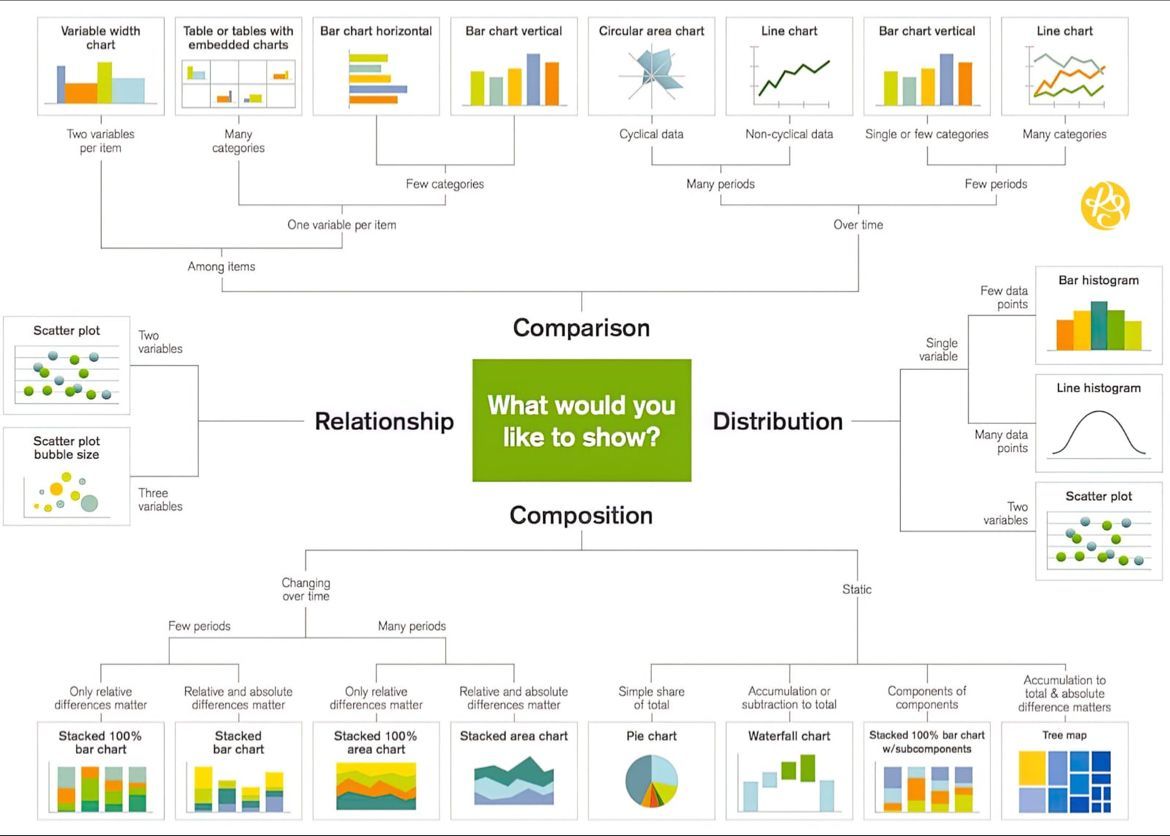 Variable width
chart
Table or tables with
embedded charts
Bar chart horizontal
Bar chart vertical
Circular area chart
Line chart
Bar chart vertical
Line chart
Two variables
per item
Many
categories
Cyclical data
Non-cyclical data
Single or few categories
Many categories
Few categories
Many periods
Few periods
One variable per item
Over time
Among items
Comparison
Scatter plot
Two
variables
Relationship
Scatter plot
bubble size
Three
variables
What would you
like to show?
Distribution
Single
variable
Few data
points
Bar histogram
Many data
points
Line histogram
Two
variables
Scatter plot
Composition
Changing
over time
Static
Few periods
Many periods
Only relative
differences matter
Relative and absolute
differences matter
Only relative
differences matter
Relative and absolute
differences matter
Simple share
of total
Accumulation or
subtraction to total
Components of
components
Accumulation to
total & absolute
difference matters
Stacked 100%
bar chart
Stacked
bar chart
Stacked 100%
area chart
Stacked area chart
Pie chart
Waterfall chart
Stacked 100% bar chart
w/subcomponents
Tree map